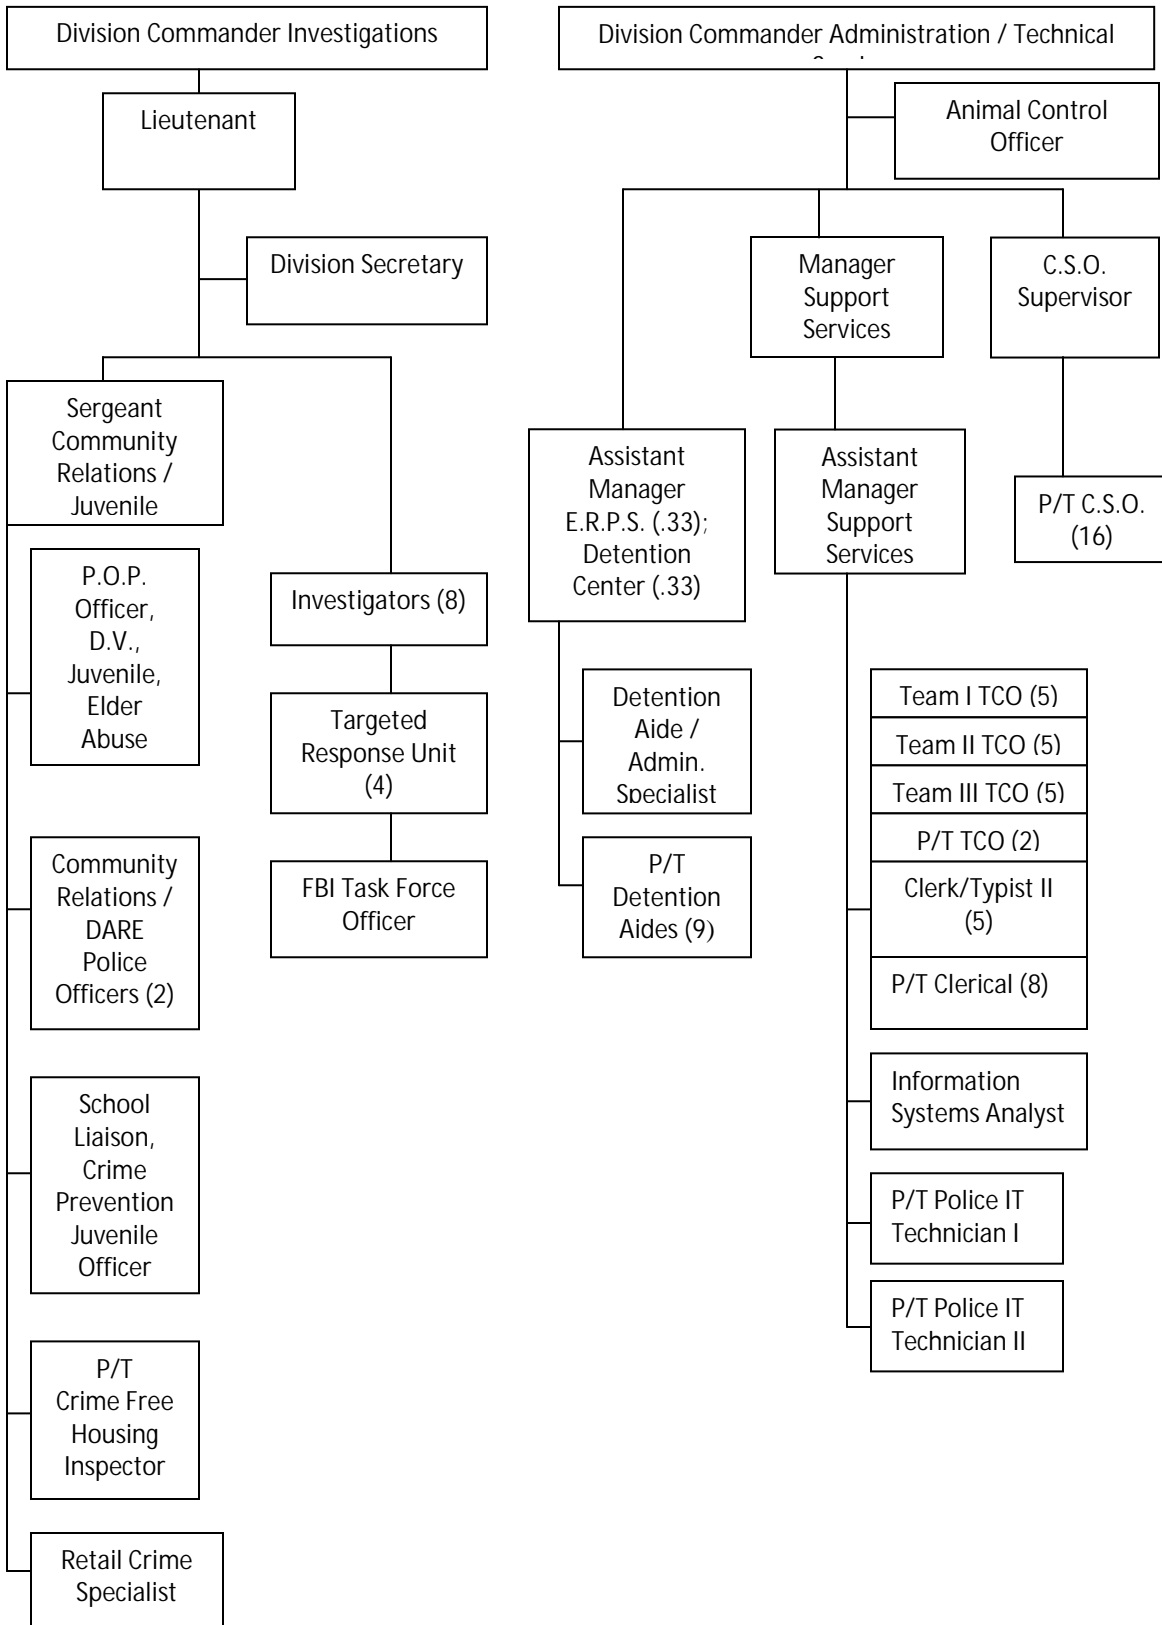 Division Commander Investigations
Lieutenant
Division Secretary
Sergeant
Community
Relations /
Juvenile
P.O.P.
Officer,
D.V.,
Juvenile,
Elder
Abuse
Community
Relations /
DARE
Police
Officers (2)
School
Liaison,
Crime
Prevention
Juvenile
Officer
P/T
Crime Free
Housing
Inspector
Retail Crime
Specialist
Investigators (8)
Targeted
Response Unit
(4)
FBI Task Force
Officer
Division Commander Administration / Technical
Animal Control
Officer
Assistant
Manager
E.R.P.S. (.33);
Detention
Center (.33)
Detention
Aide /
Admin.
Specialist
P/T
Detention
Aides (9)
Manager
Support
Services
Assistant
Manager
Support
Services
Team I TCO (5)
Team II TCO (5)
Team III TCO (5)
P/T TCO (2)
Clerk/Typist II
(5)
P/T Clerical (8)
Information
Systems Analyst
P/T Police IT
Technician I
P/T Police IT
Technician II
C.S.O.
Supervisor
P/T C.S.O.
(16)